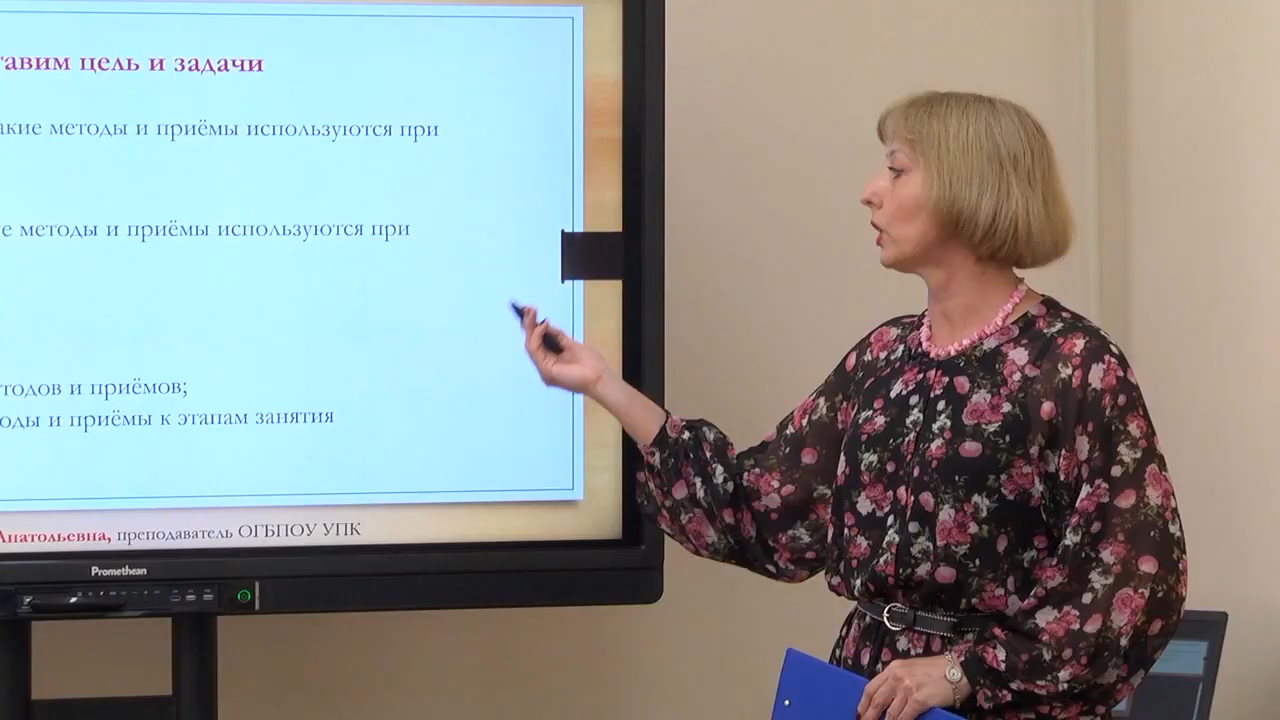 тавим цель и задачи
акие методы и приёмы используются при
е методы и приёмы используются при
тодов и приёмов;
оды и приёмы к этапам занятия
Анатольевна, преподаватель ОГБПОУ УПК
Promethean